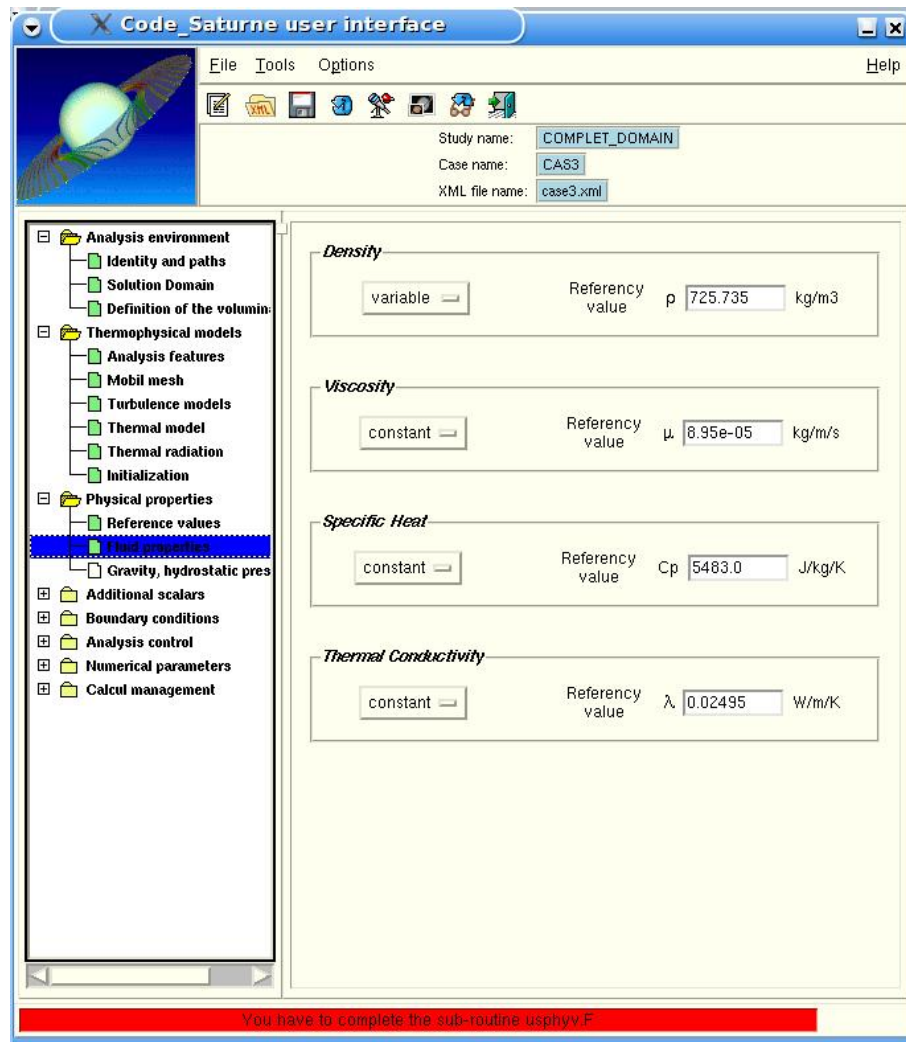 Code_Saturne user interface
File Tools Options Help
Study name: COMPLET_DOMAIN
Case name: CAS3
XML file name: case3.xml
Analysis environment
Identity and paths
Solution Domain
Definition of the volumin
Thermophysical models
Analysis features
Mobil mesh
Turbulence models
Thermal model
Thermal radiation
Initialization
Physical properties
Reference values
Fluid properties
Gravity, hydrostatic pres
Additional scalars
Boundary conditions
Analysis control
Numerical parameters
Calcul management
Density
variable
Referency
value
ρ 725.735 kg/m3
Viscosity
constant
Referency
value
μ 8.95e-05 kg/m/s
Specific Heat
constant
Referency
value
Cp 5483.0 J/kg/K
Thermal Conductivity
constant
Referency
value
λ 0.02495 W/m/K
You have to complete the sub-routine usphyv.F